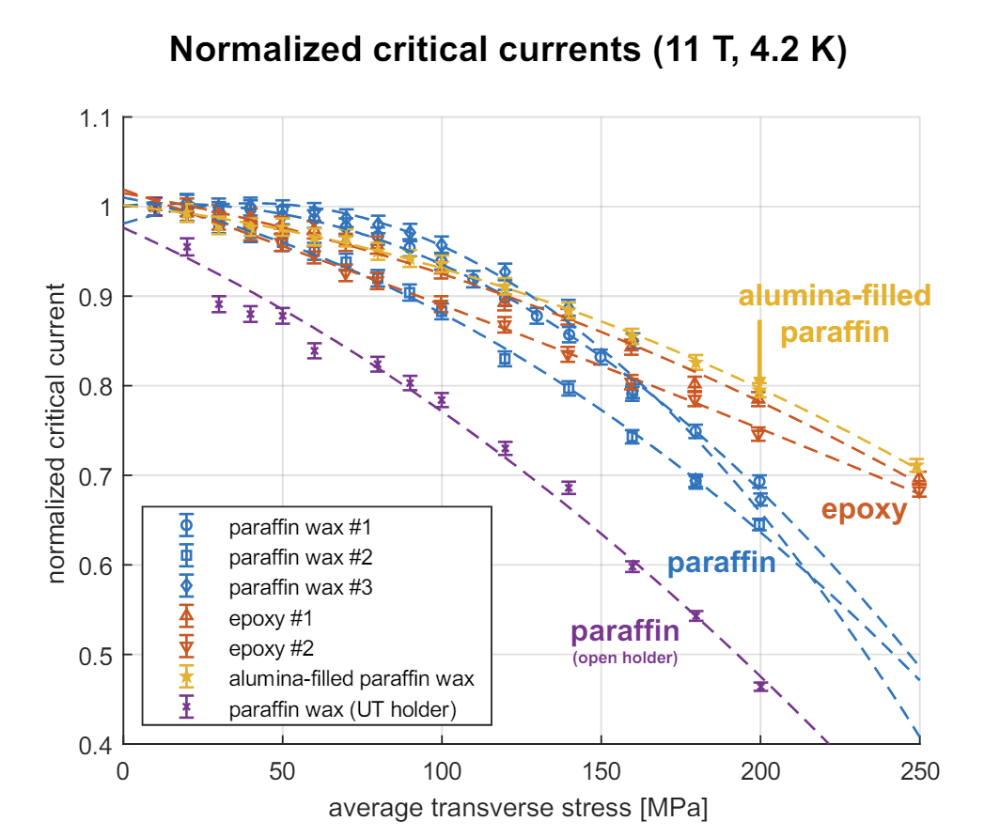 Normalized critical currents (11 T, 4.2 K)
1.1
1
0.9
0.8
0.7
0.6
0.5
0.4
normalized critical current
alumina-filled
paraffin
epoxy
paraffin
paraffin
(open holder)
paraffin wax #1
paraffin wax #2
paraffin wax #3
epoxy #1
epoxy #2
alumina-filled paraffin wax
paraffin wax (UT holder)
0 50 100 150 200 250
average transverse stress [MPa]